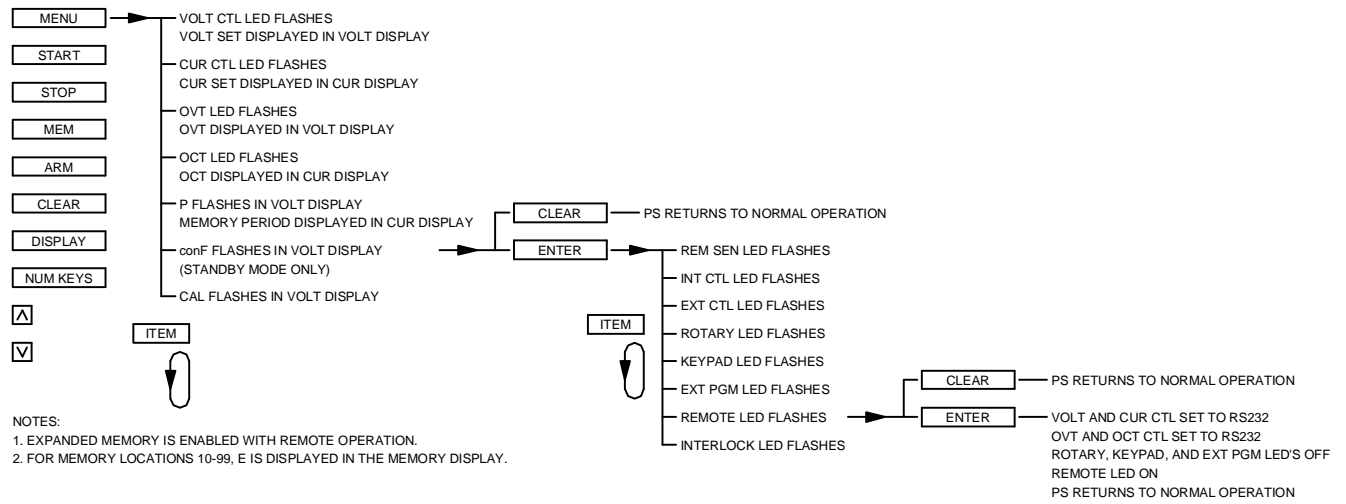 MENU
START
STOP
MEM
ARM
CLEAR
DISPLAY
NUM KEYS
VOLT CTL LED FLASHES
VOLT SET DISPLAYED IN VOLT DISPLAY
CUR CTL LED FLASHES
CUR SET DISPLAYED IN CUR DISPLAY
OVT LED FLASHES
OVT DISPLAYED IN VOLT DISPLAY
OCT LED FLASHES
OCT DISPLAYED IN CUR DISPLAY
P FLASHES IN VOLT DISPLAY
MEMORY PERIOD DISPLAYED IN CUR DISPLAY
conF FLASHES IN VOLT DISPLAY
(STANDBY MODE ONLY)
CAL FLASHES IN VOLT DISPLAY
ITEM
CLEAR
PS RETURNS TO NORMAL OPERATION
ENTER
REM SEN LED FLASHES
INT CTL LED FLASHES
EXT CTL LED FLASHES
ROTARY LED FLASHES
KEYPAD LED FLASHES
EXT PGM LED FLASHES
REMOTE LED FLASHES
INTERLOCK LED FLASHES
ITEM
CLEAR
PS RETURNS TO NORMAL OPERATION
ENTER
VOLT AND CUR CTL SET TO RS232
OVT AND OCT CTL SET TO RS232
ROTARY, KEYPAD, AND EXT PGM LED'S OFF
REMOTE LED ON
PS RETURNS TO NORMAL OPERATION
NOTES:
1. EXPANDED MEMORY IS ENABLED WITH REMOTE OPERATION.
2. FOR MEMORY LOCATIONS 10-99, E IS DISPLAYED IN THE MEMORY DISPLAY.